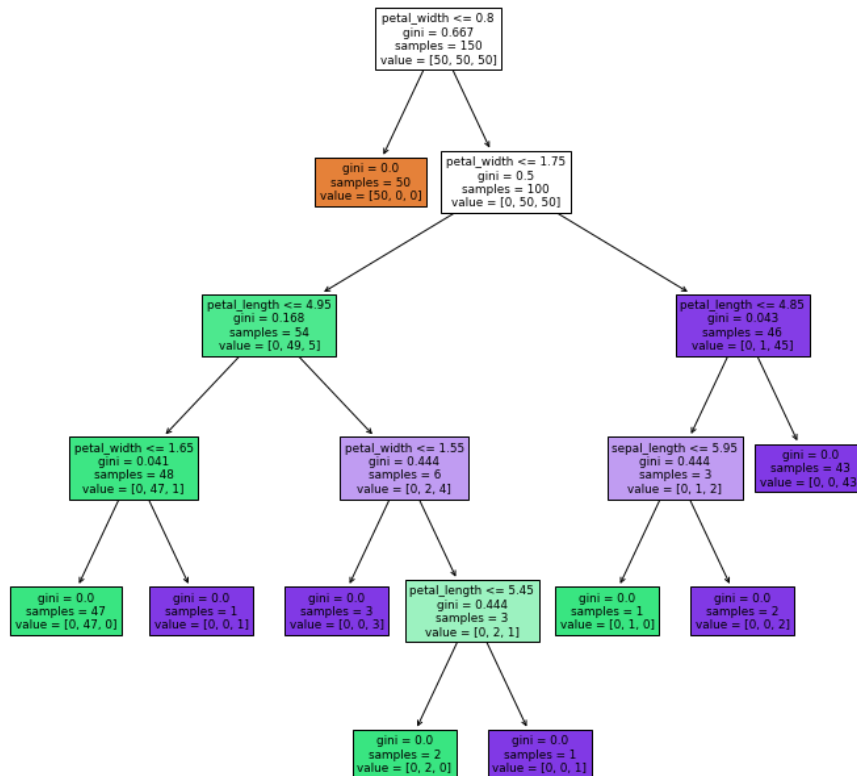 petal_width <= 0.8
gini = 0.667
samples = 150
value = [50, 50, 50]
gini = 0.0
samples = 50
value = [50, 0, 0]
petal_width <= 1.75
gini = 0.5
samples = 100
value = [0, 50, 50]
petal_length <= 4.95
gini = 0.168
samples = 54
value = [0, 49, 5]
petal_length <= 4.85
gini = 0.043
samples = 46
value = [0, 1, 45]
petal_width <= 1.65
gini = 0.041
samples = 48
value = [0, 47, 1]
petal_width <= 1.55
gini = 0.444
samples = 6
value = [0, 2, 4]
sepal_length <= 5.95
gini = 0.444
samples = 3
value = [0, 1, 2]
gini = 0.0
samples = 43
value = [0, 0, 43]
gini = 0.0
samples = 47
value = [0, 47, 0]
gini = 0.0
samples = 1
value = [0, 0, 1]
gini = 0.0
samples = 3
value = [0, 0, 3]
petal_length <= 5.45
gini = 0.444
samples = 3
value = [0, 2, 1]
gini = 0.0
samples = 1
value = [0, 1, 0]
gini = 0.0
samples = 2
value = [0, 0, 2]
gini = 0.0
samples = 2
value = [0, 2, 0]
gini = 0.0
samples = 1
value = [0, 0, 1]